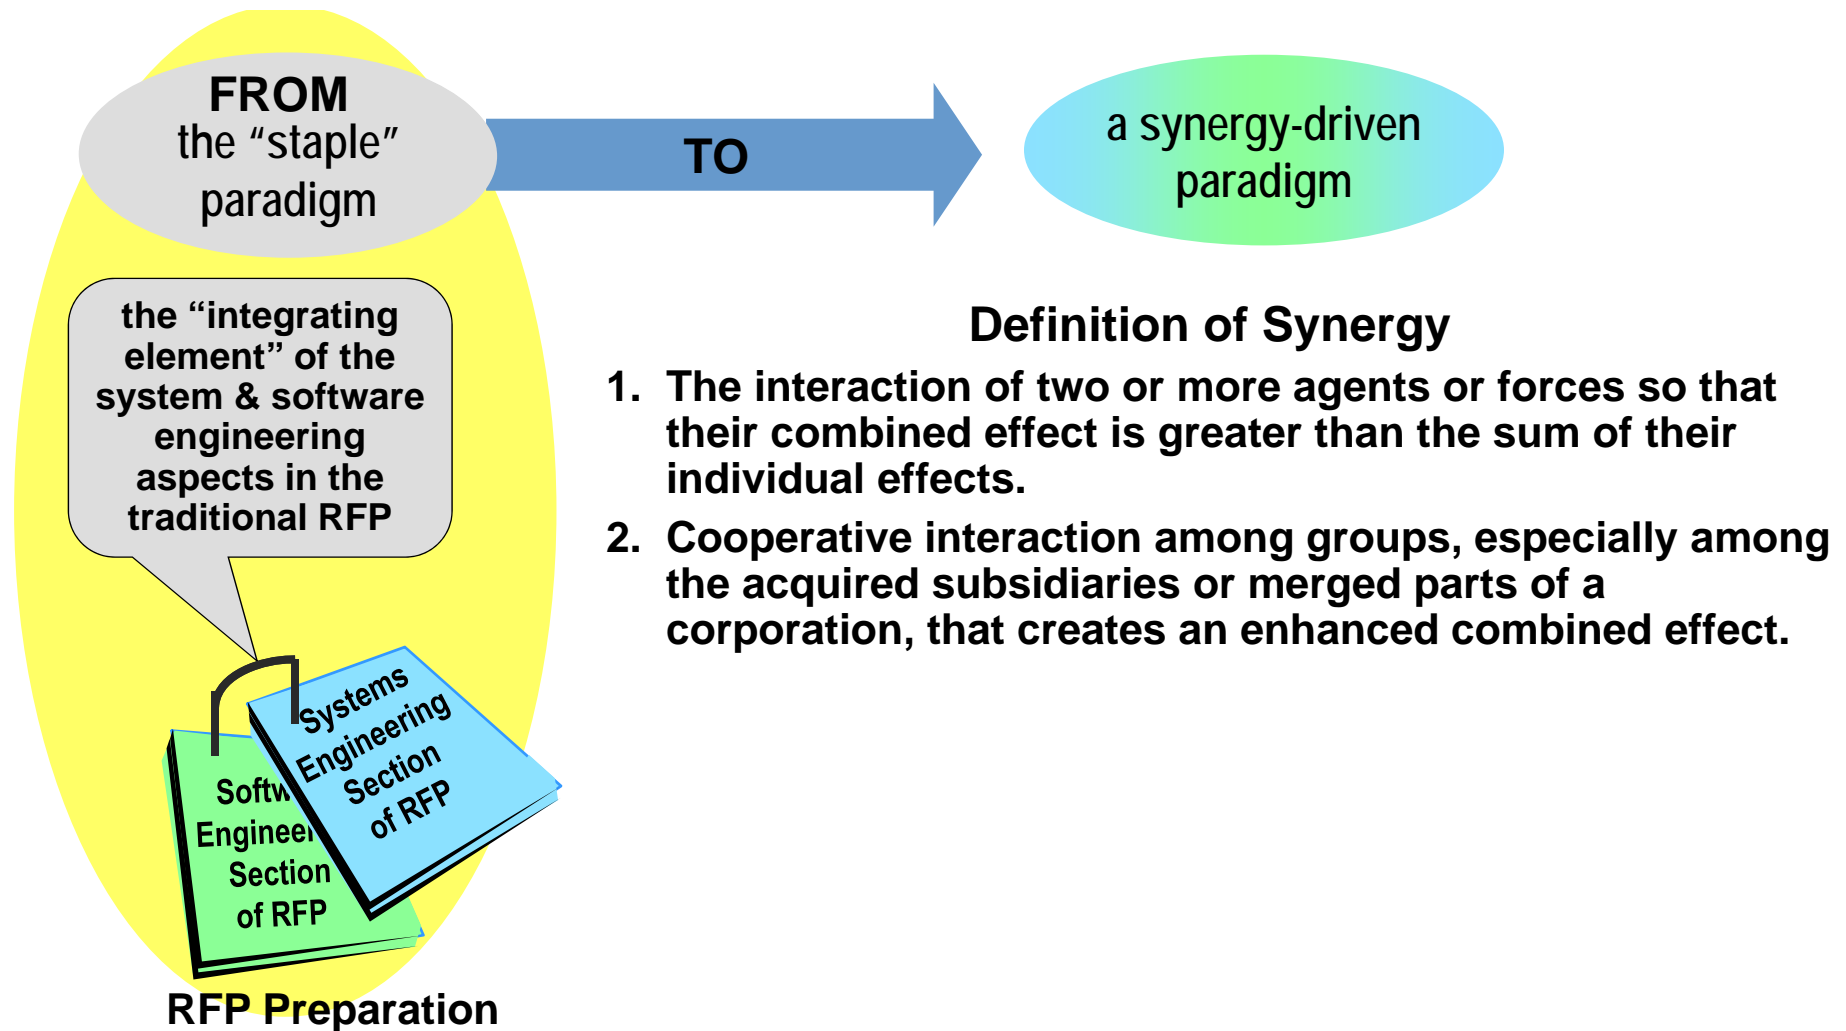 FROM
the “staple”
paradigm
TO
a synergy-driven
paradigm
the “integrating
element” of the
system & software
engineering
aspects in the
traditional RFP
Definition of Synergy
1. The interaction of two or more agents or forces so that
their combined effect is greater than the sum of their
individual effects.
2. Cooperative interaction among groups, especially among
the acquired subsidiaries or merged parts of a
corporation, that creates an enhanced combined effect.
Systems
Engineering
Section
of RFP
Softw
Engineer
Section
of RFP
RFP Preparation